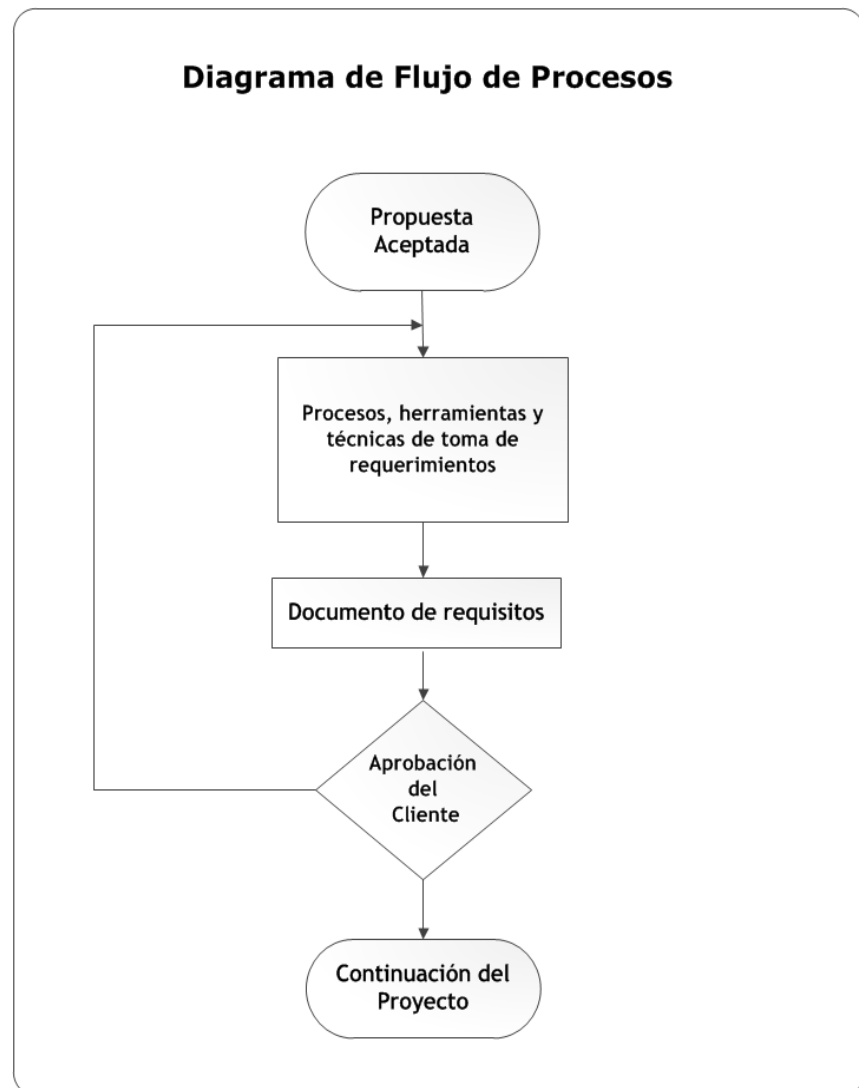 Diagrama de Flujo de Procesos
Propuesta
Aceptada
Procesos, herramientas y
técnicas de toma de
requerimientos
Documento de requisitos
Aprobación
del
Cliente
Continuación del
Proyecto